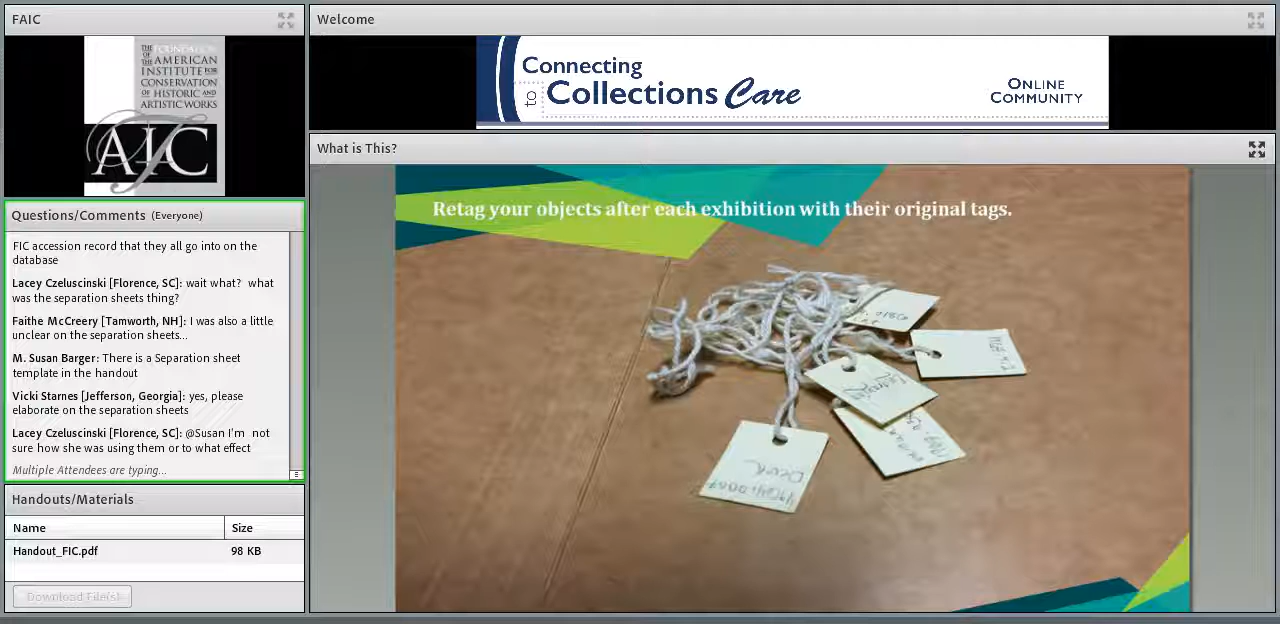 FAIC
THE FOUNDATION
OF THE AMERICAN
INSTITUTE FOR
CONSERVATION
OF HISTORIC AND
ARTISTIC WORKS
AIC
Welcome
Connecting
to Collections Care
ONLINE
COMMUNITY
Questions/Comments (Everyone)
FIC accession record that they all go into on the
database
Lacey Czeluscinski [Florence, SC]: wait what? what
was the separation sheets thing?
Faithe McCreery [Tamworth, NH]: I was also a little
unclear on the separation sheets..
M. Susan Barger: There is a Separation sheet
template in the handout
Vicki Starnes [Jefferson, Georgia]: yes, please
elaborate on the separation sheets
Lacey Czeluscinski [Florence, SC]: @Susan I'm not
sure how she was using them or to what effect
Multiple Attendees are typing...
Handouts/Materials
Name Size
Handout_FIC.pdf 98 KB
Download File(s)
What is This?
Retag your objects after each exhibition with their original tags.